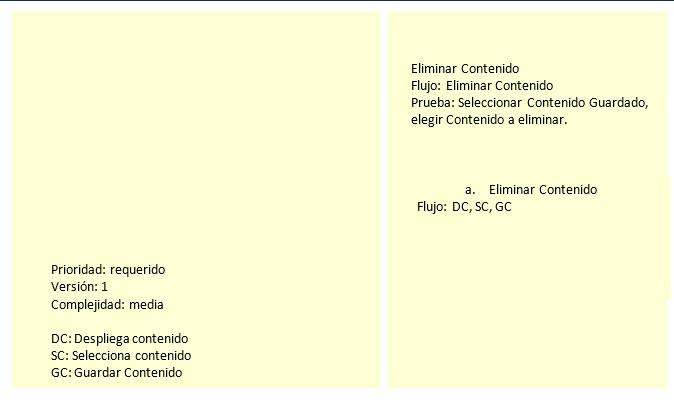 Prioridad: requerido
Versión: 1
Complejidad: media
DC: Despliega contenido
SC: Selecciona contenido
GC: Guardar Contenido
Eliminar Contenido
Flujo: Eliminar Contenido
Prueba: Seleccionar Contenido Guardado,
elegir Contenido a eliminar.
a. Eliminar Contenido
Flujo: DC, SC, GC